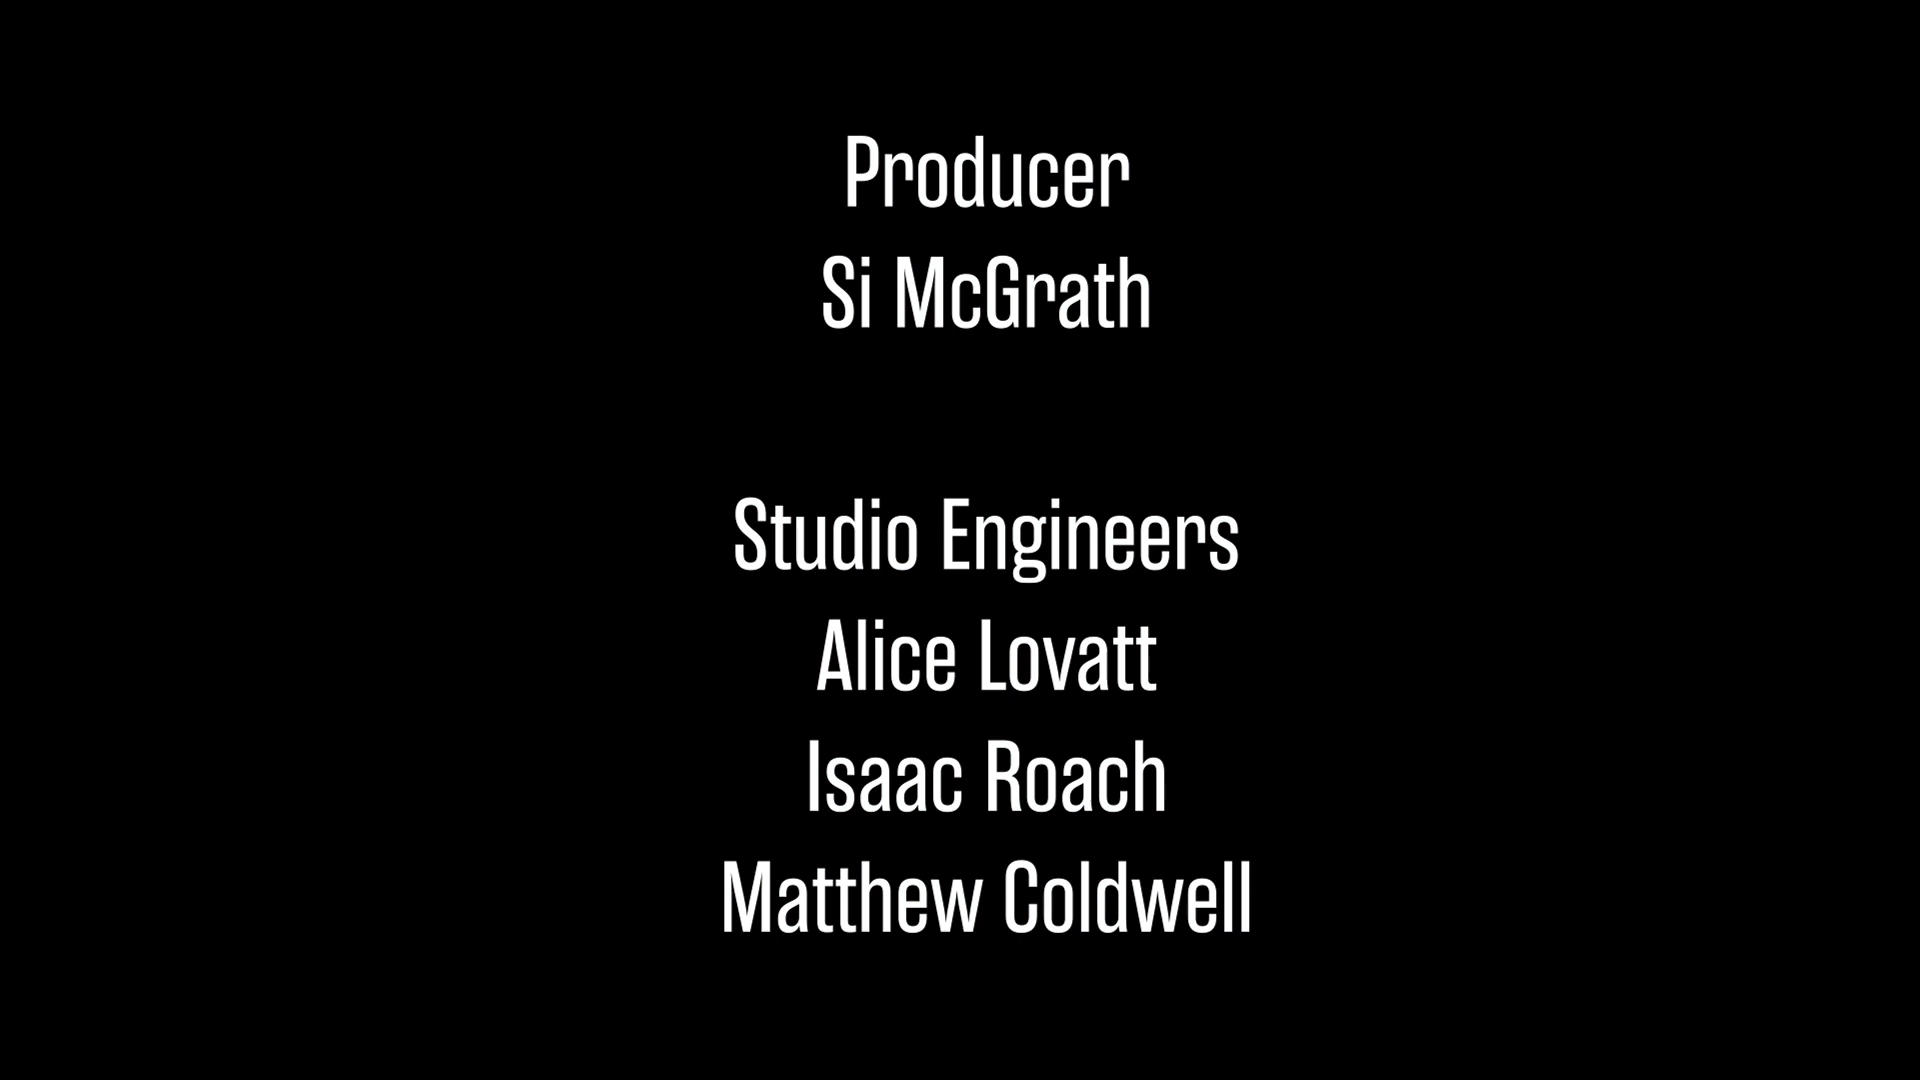 Producer
Si McGrath
Studio Engineers
Alice Lovatt
Isaac Roach
Matthew Coldwell